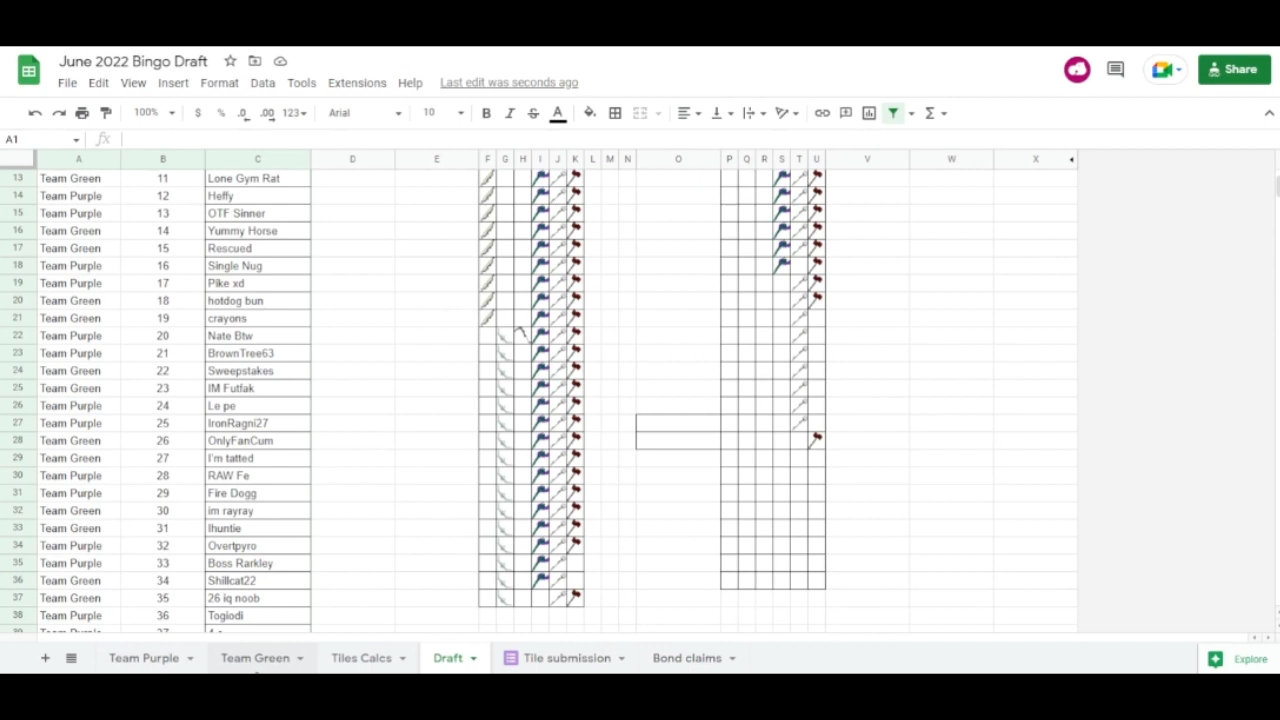 June 2022 Bingo Draft
File Edit View Insert Format Data Tools Extensions Help Last edit was seconds ago
Share
100% $ % .0 .00 123 Arial 10 B I S A
A1 fx
A B C D E F G H I J K L M N O P Q R S T U V W X
13 Team Green 11 Lone Gym Rat
14 Team Purple 12 Heffy
15 Team Purple 13 OTF Sinner
16 Team Green 14 Yummy Horse
17 Team Green 15 Rescued
18 Team Purple 16 Single Nug
19 Team Purple 17 Pike xd
20 Team Green 18 hotdog bun
21 Team Green 19 crayons
22 Team Purple 20 Nate Btw
23 Team Purple 21 BrownTree63
24 Team Green 22 Sweepstakes
25 Team Green 23 IM Futfak
26 Team Purple 24 Le pe
27 Team Purple 25 IronRagni27
28 Team Green 26 OnlyFanCum
29 Team Green 27 I'm tatted
30 Team Purple 28 RAW Fe
31 Team Purple 29 Fire Dogg
32 Team Green 30 im rayray
33 Team Green 31 lhuntie
34 Team Purple 32 Overtpyro
35 Team Purple 33 Boss Rarkley
36 Team Green 34 Shillcat22
37 Team Green 35 26 iq noob
38 Team Purple 36 Togiodi
Team Purple Team Green Tiles Calcs Draft Tile submission Bond claims Explore